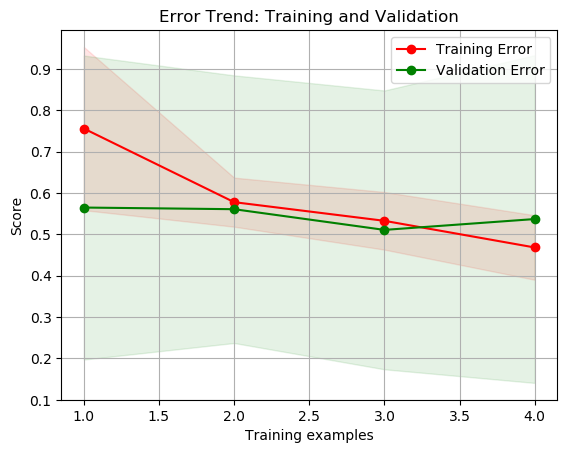 Error Trend: Training and Validation
Training Error
Validation Error
0.9
0.8
0.7
0.6
0.5
0.4
0.3
0.2
0.1
Score
1.0 1.5 2.0 2.5 3.0 3.5 4.0
Training examples